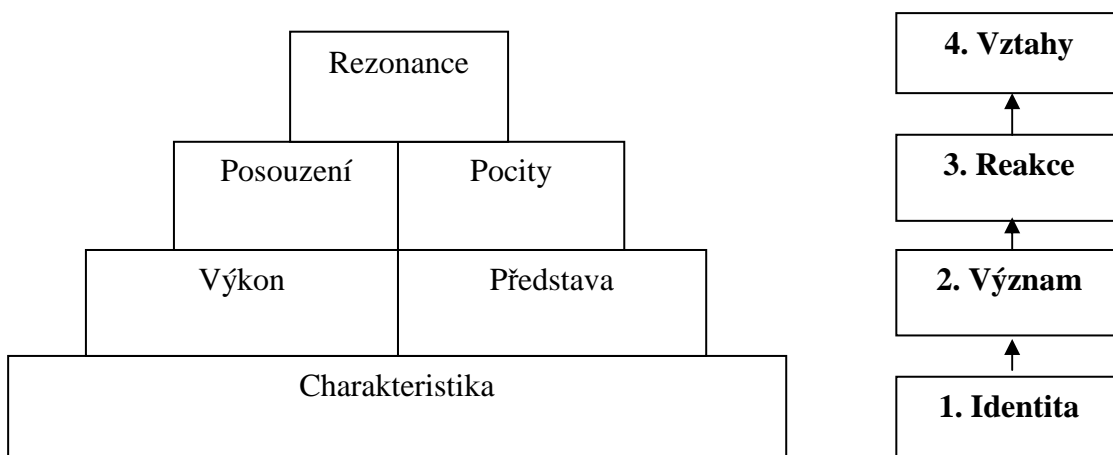 Rezonance
Posouzení
Pocity
Výkon
Představa
Charakteristika
4. Vztahy
3. Reakce
2. Význam
1. Identita